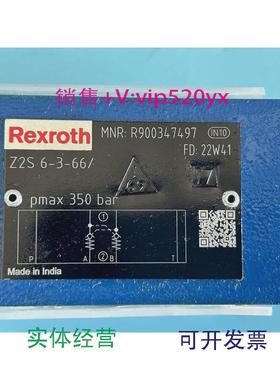 销售+V:vip520yx
Rexroth
MNR: R900347497
IN10
FD: 22W41
Z2S 6-3-66/
pmax 350 bar
1
P A 2 B T
Made in India
实体经营 可开发票